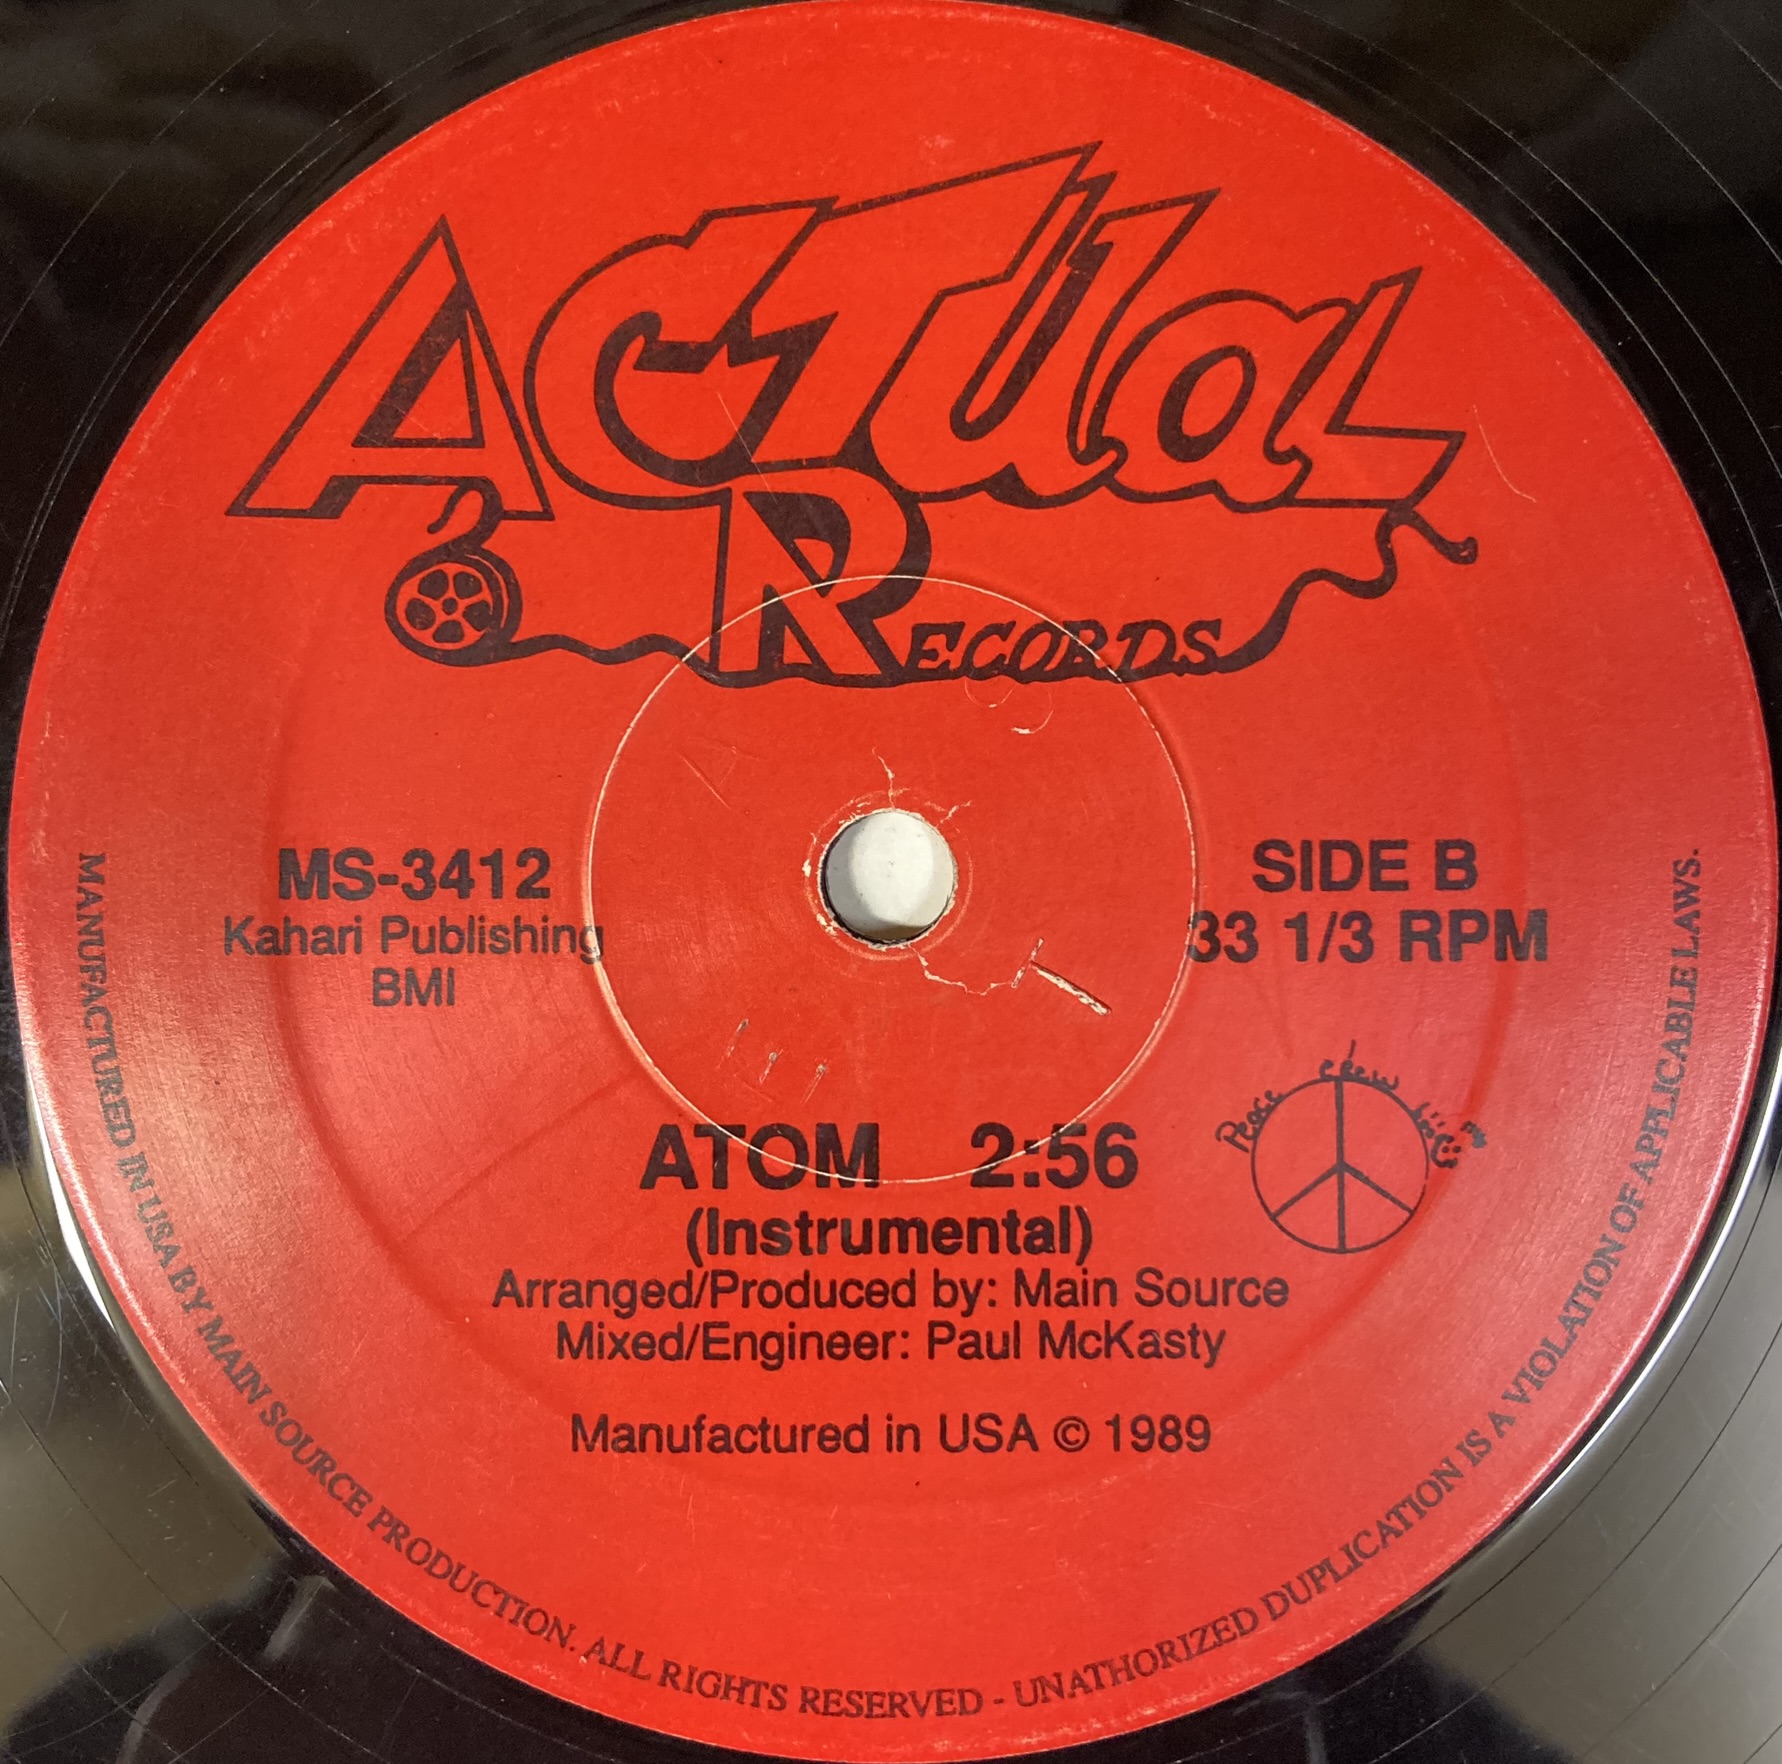 ACTUAL
RECORDS
MS-3412
Kahari Publishing
BMI
SIDE B
33 1/3 RPM
Peace crew
ATOM 2:56
(Instrumental)
Arranged/Produced by: Main Source
Mixed/Engineer: Paul McKasty
Manufactured in USA © 1989
MANUFACTURED IN USA BY MAIN SOURCE PRODUCTION. ALL RIGHTS RESERVED - UNATHORIZED DUPLICATION IS A VIOLATION OF APPLICABLE LAWS.